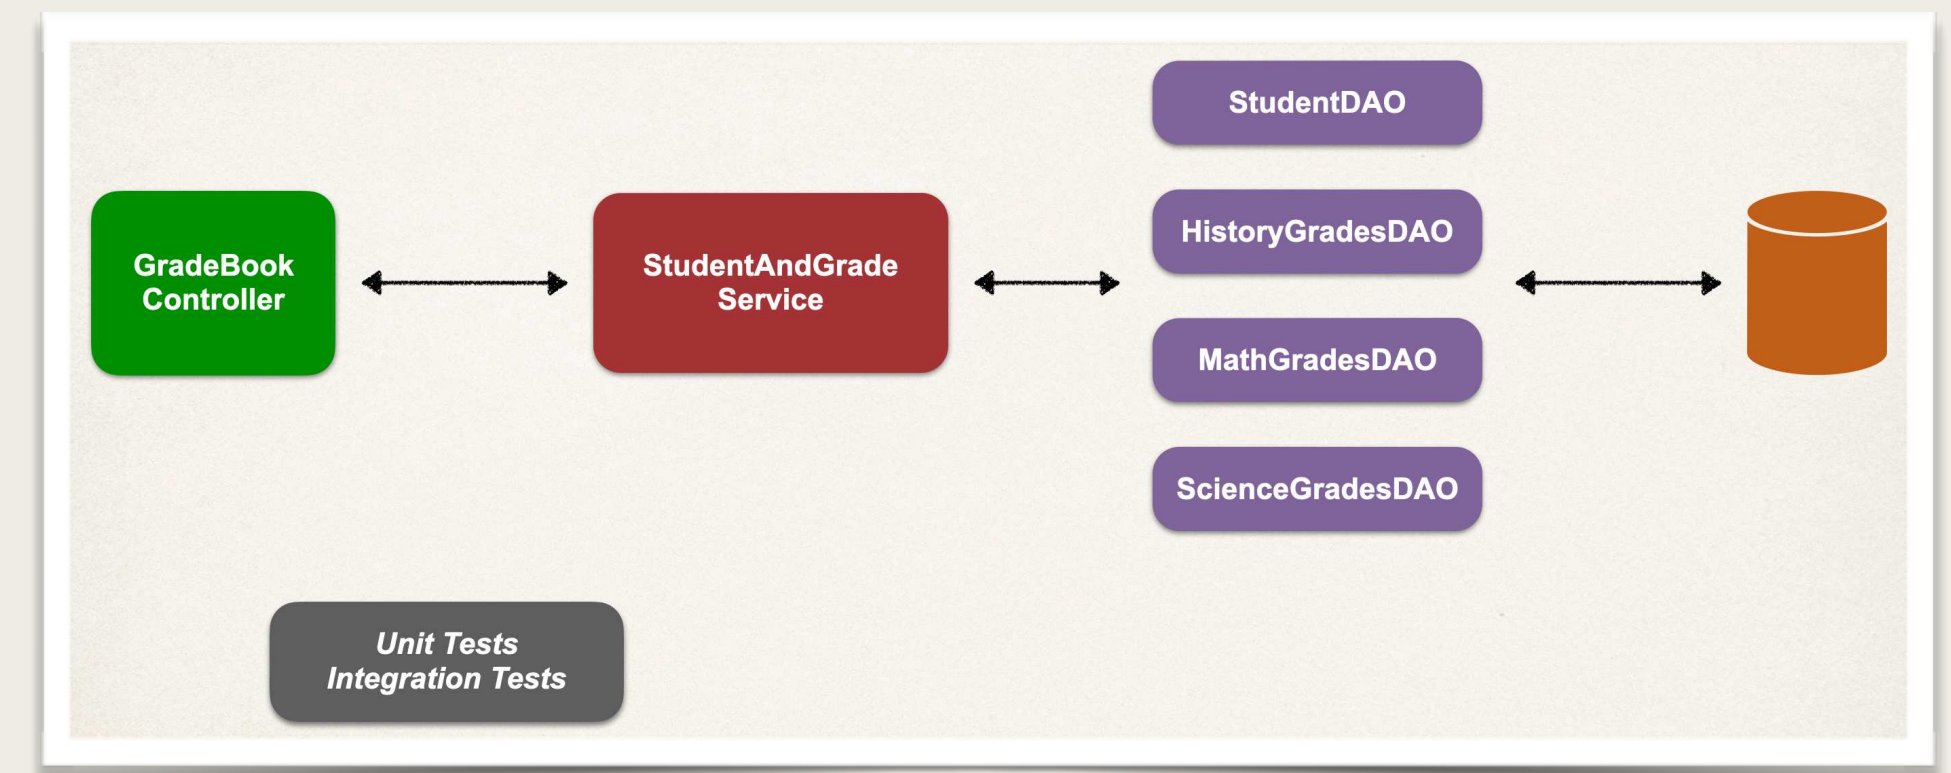 GradeBook
Controller
StudentAndGrade
Service
StudentDAO
HistoryGradesDAO
MathGradesDAO
ScienceGradesDAO
Unit Tests
Integration Tests